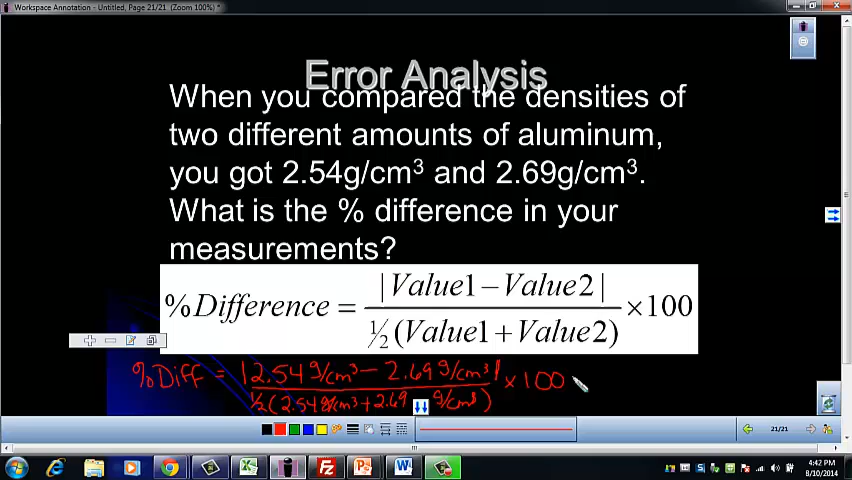 Workspace Annotation - Untitled, Page 21/21 (Zoom 100%) *
Error Analysis
When you compared the densities of
two different amounts of aluminum,
you got 2.54g/cm³ and 2.69g/cm³.
What is the % difference in your
measurements?
%Difference = |Value1−Value2| / ½(Value1+Value2) ×100
%Diff = |2.54 g/cm³ − 2.69 g/cm³| / ½(2.54 g/cm³ + 2.69 g/cm³) × 100
21/21
4:42 PM
8/10/2014